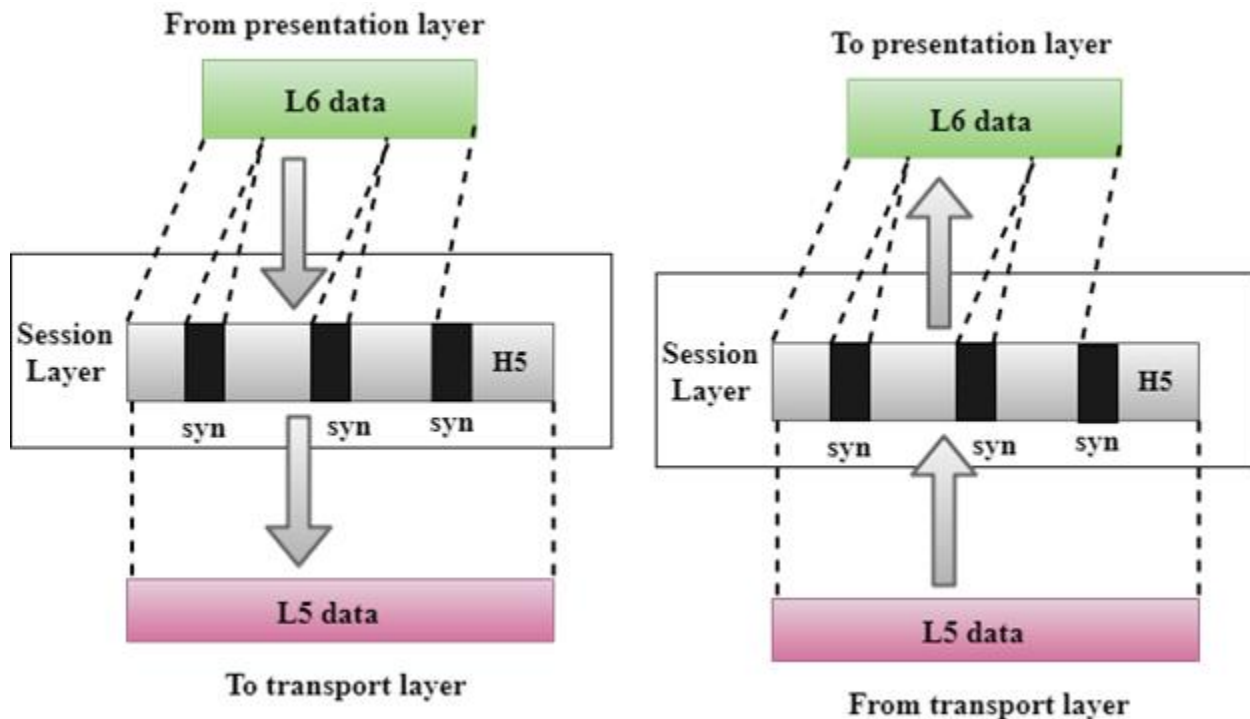 From presentation layer
L6 data
Session
Layer
H5
syn
syn
syn
L5 data
To transport layer
To presentation layer
L6 data
Session
Layer
H5
syn
syn
syn
L5 data
From transport layer